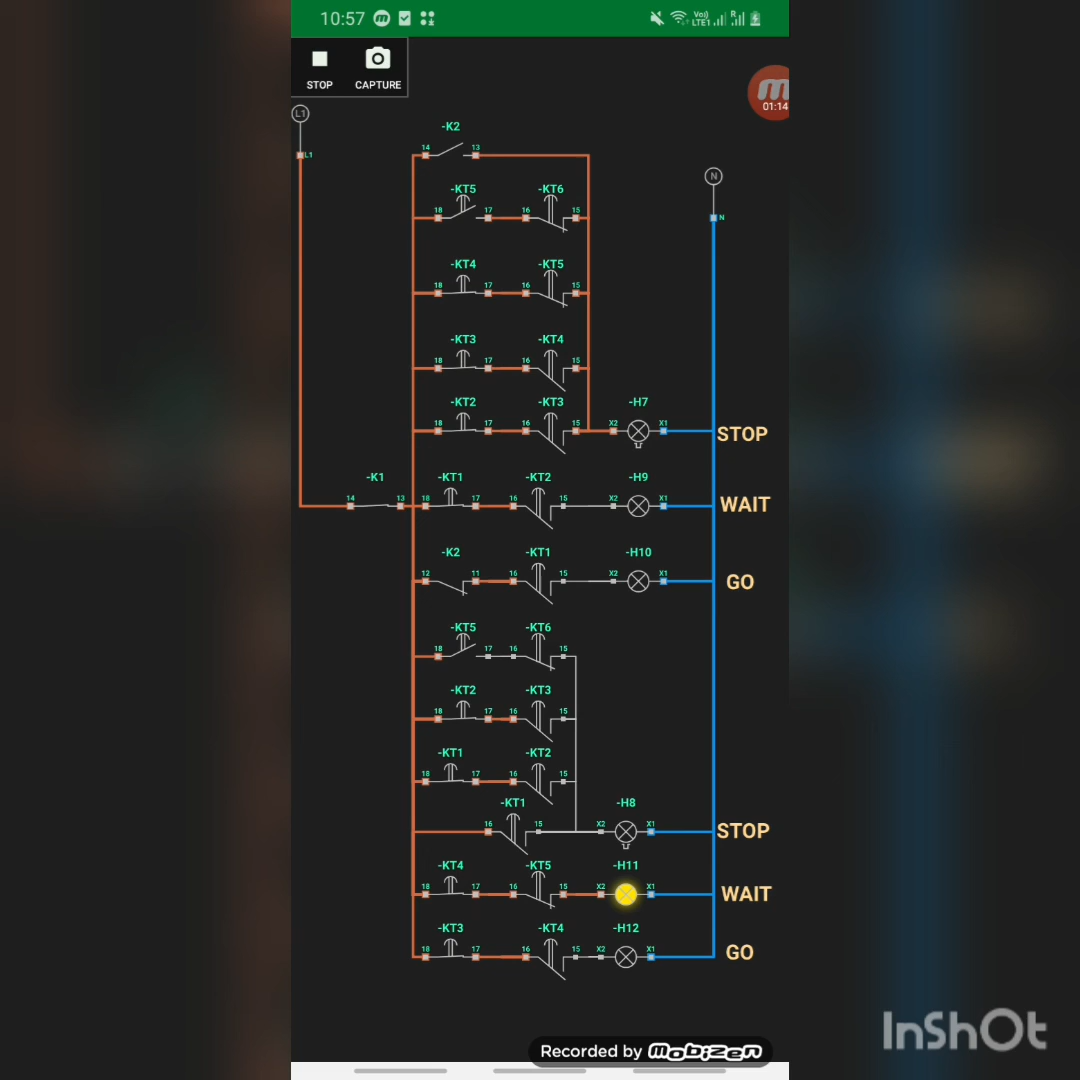 10:57
Vo) R
LTE1
STOP CAPTURE
01:14
L1
L1
-K2
14 13
N
N
-KT5 -KT6
18 17 16 15
-KT4 -KT5
18 17 16 15
-KT3 -KT4
18 17 16 15
-KT2 -KT3 -H7
18 17 16 15 X2 X1
STOP
-K1 -KT1 -KT2 -H9
14 13 18 17 16 15 X2 X1
WAIT
-K2 -KT1 -H10
12 11 16 15 X2 X1
GO
-KT5 -KT6
18 17 16 15
-KT2 -KT3
18 17 16 15
-KT1 -KT2
18 17 16 15
-KT1 -H8
16 15 X2 X1
STOP
-KT4 -KT5 -H11
18 17 16 15 X2 X1
WAIT
-KT3 -KT4 -H12
18 17 16 15 X2 X1
GO
InShOt
Recorded by mobizen